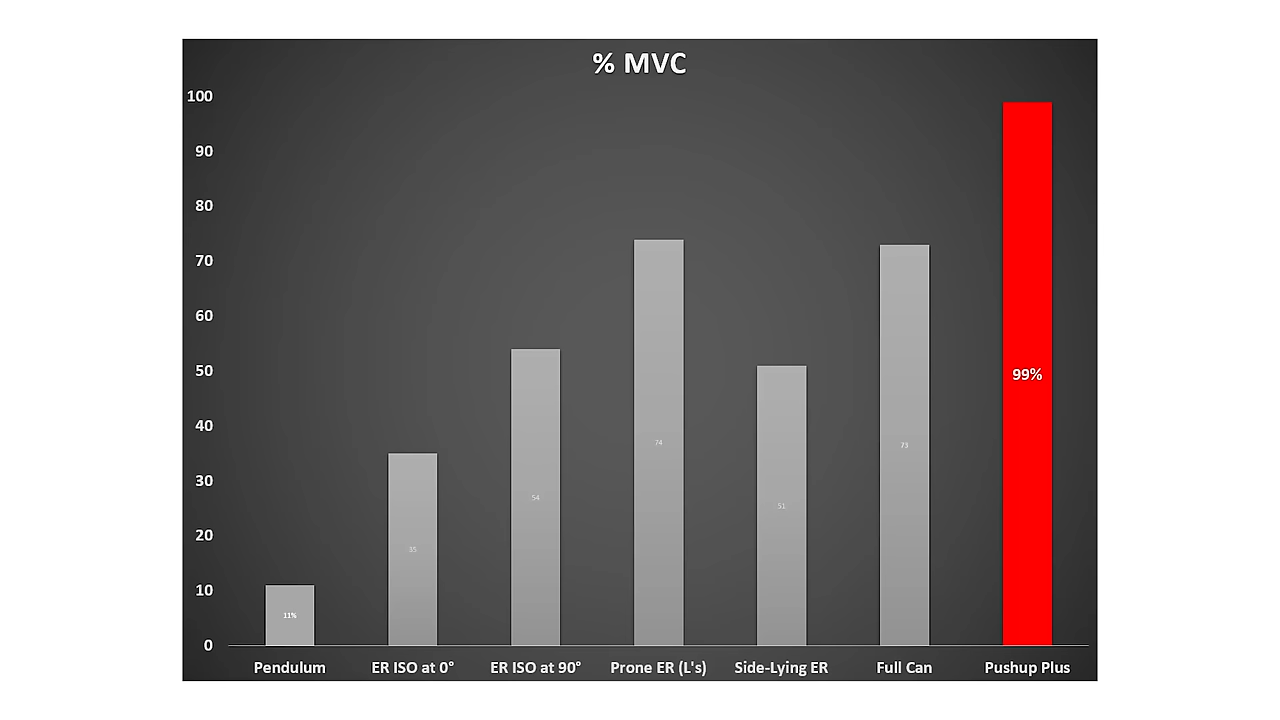 % MVC
100
90
80
70
60
50
40
30
20
10
0
11%
35
54
74
51
73
99%
Pendulum
ER ISO at 0°
ER ISO at 90°
Prone ER (L's)
Side-Lying ER
Full Can
Pushup Plus